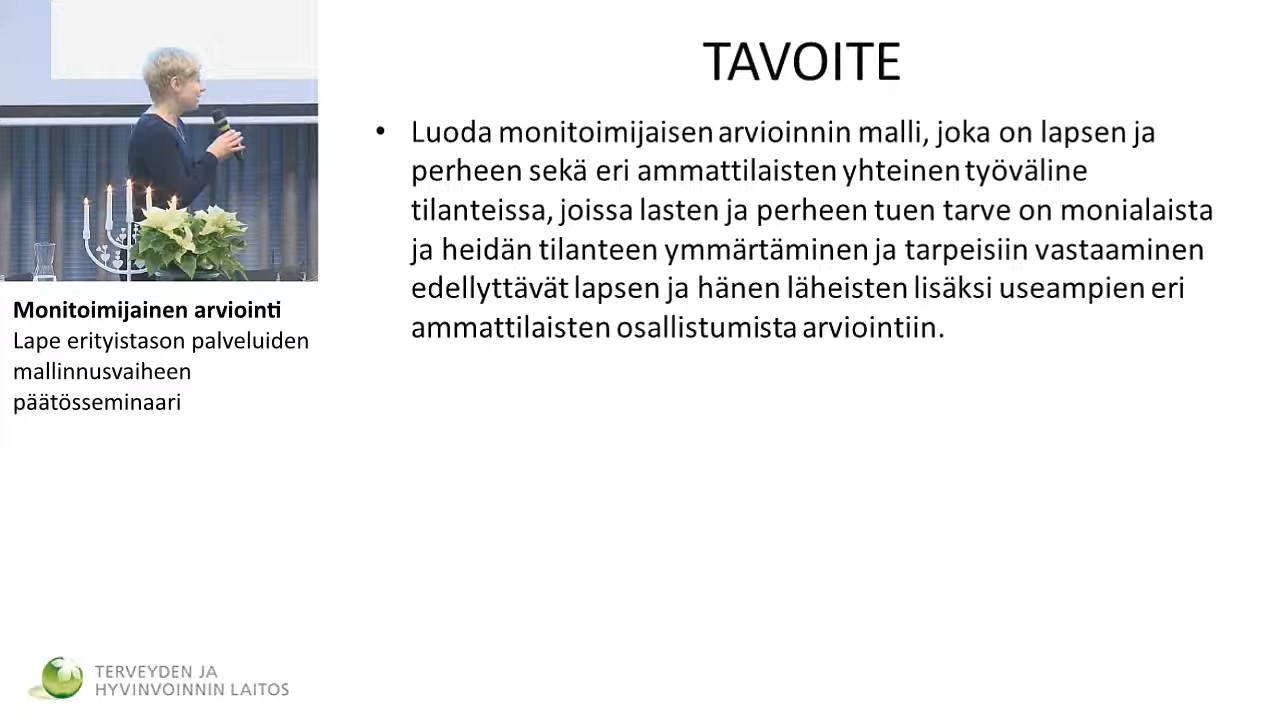 TAVOITE
• Luoda monitoimijaisen arvioinnin malli, joka on lapsen ja
perheen sekä eri ammattilaisten yhteinen työväline
tilanteissa, joissa lasten ja perheen tuen tarve on monialaista
ja heidän tilanteen ymmärtäminen ja tarpeisiin vastaaminen
edellyttävät lapsen ja hänen läheisten lisäksi useampien eri
ammattilaisten osallistumista arviointiin.
Monitoimijainen arviointi
Lape erityistason palveluiden
mallinnusvaiheen
päätösseminaari
TERVEYDEN JA
HYVINVOINNIN LAITOS